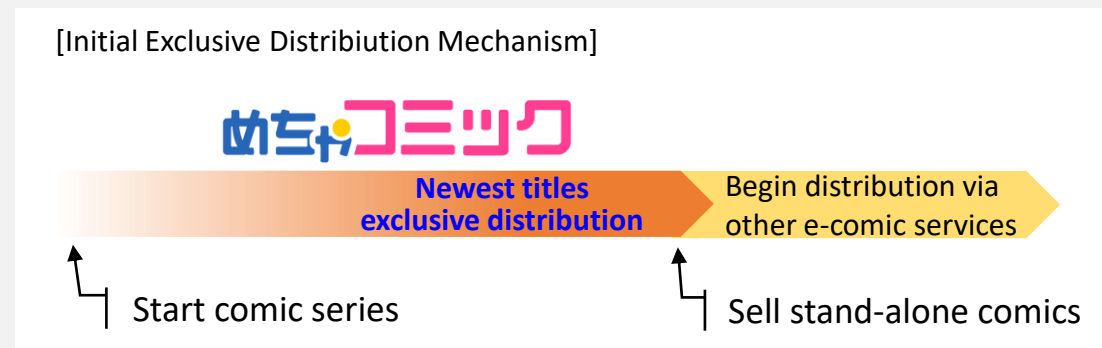 [Initial Exclusive Distribiution Mechanism]
めちゃコミック
Newest titles
exclusive distribution
Begin distribution via
other e-comic services
Start comic series
Sell stand-alone comics